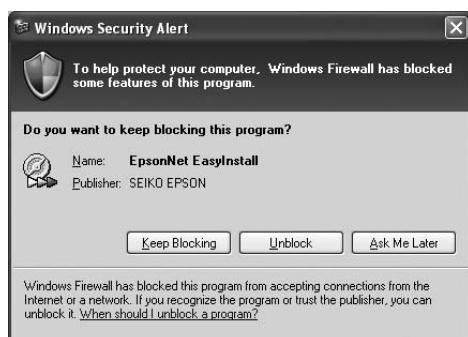 Windows Security Alert
To help protect your computer, Windows Firewall has blocked
some features of this program.
Do you want to keep blocking this program?
Name: EpsonNet EasyInstall
Publisher: SEIKO EPSON
Keep Blocking Unblock Ask Me Later
Windows Firewall has blocked this program from accepting connections from the
Internet or a network. If you recognize the program or trust the publisher, you can
unblock it. When should I unblock a program?